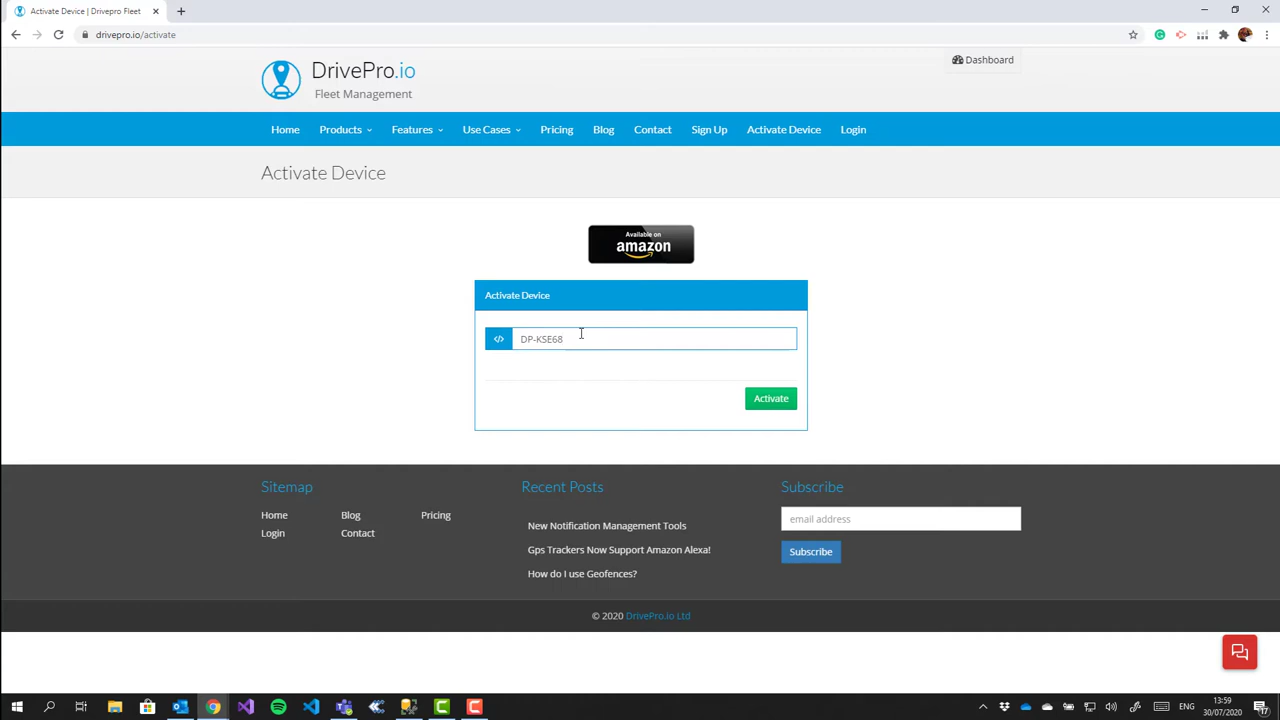 Activate Device | Drivepro Fleet
drivepro.io/activate
DrivePro.io
Fleet Management
Dashboard
Home Products Features Use Cases Pricing Blog Contact Sign Up Activate Device Login
Activate Device
Available on
amazon
Activate Device
DP-KSE68
Activate
Sitemap
Home Blog Pricing
Login Contact
Recent Posts
New Notification Management Tools
Gps Trackers Now Support Amazon Alexa!
How do I use Geofences?
Subscribe
email address
Subscribe
© 2020 DrivePro.io Ltd
ENG
13:59
30/07/2020
17